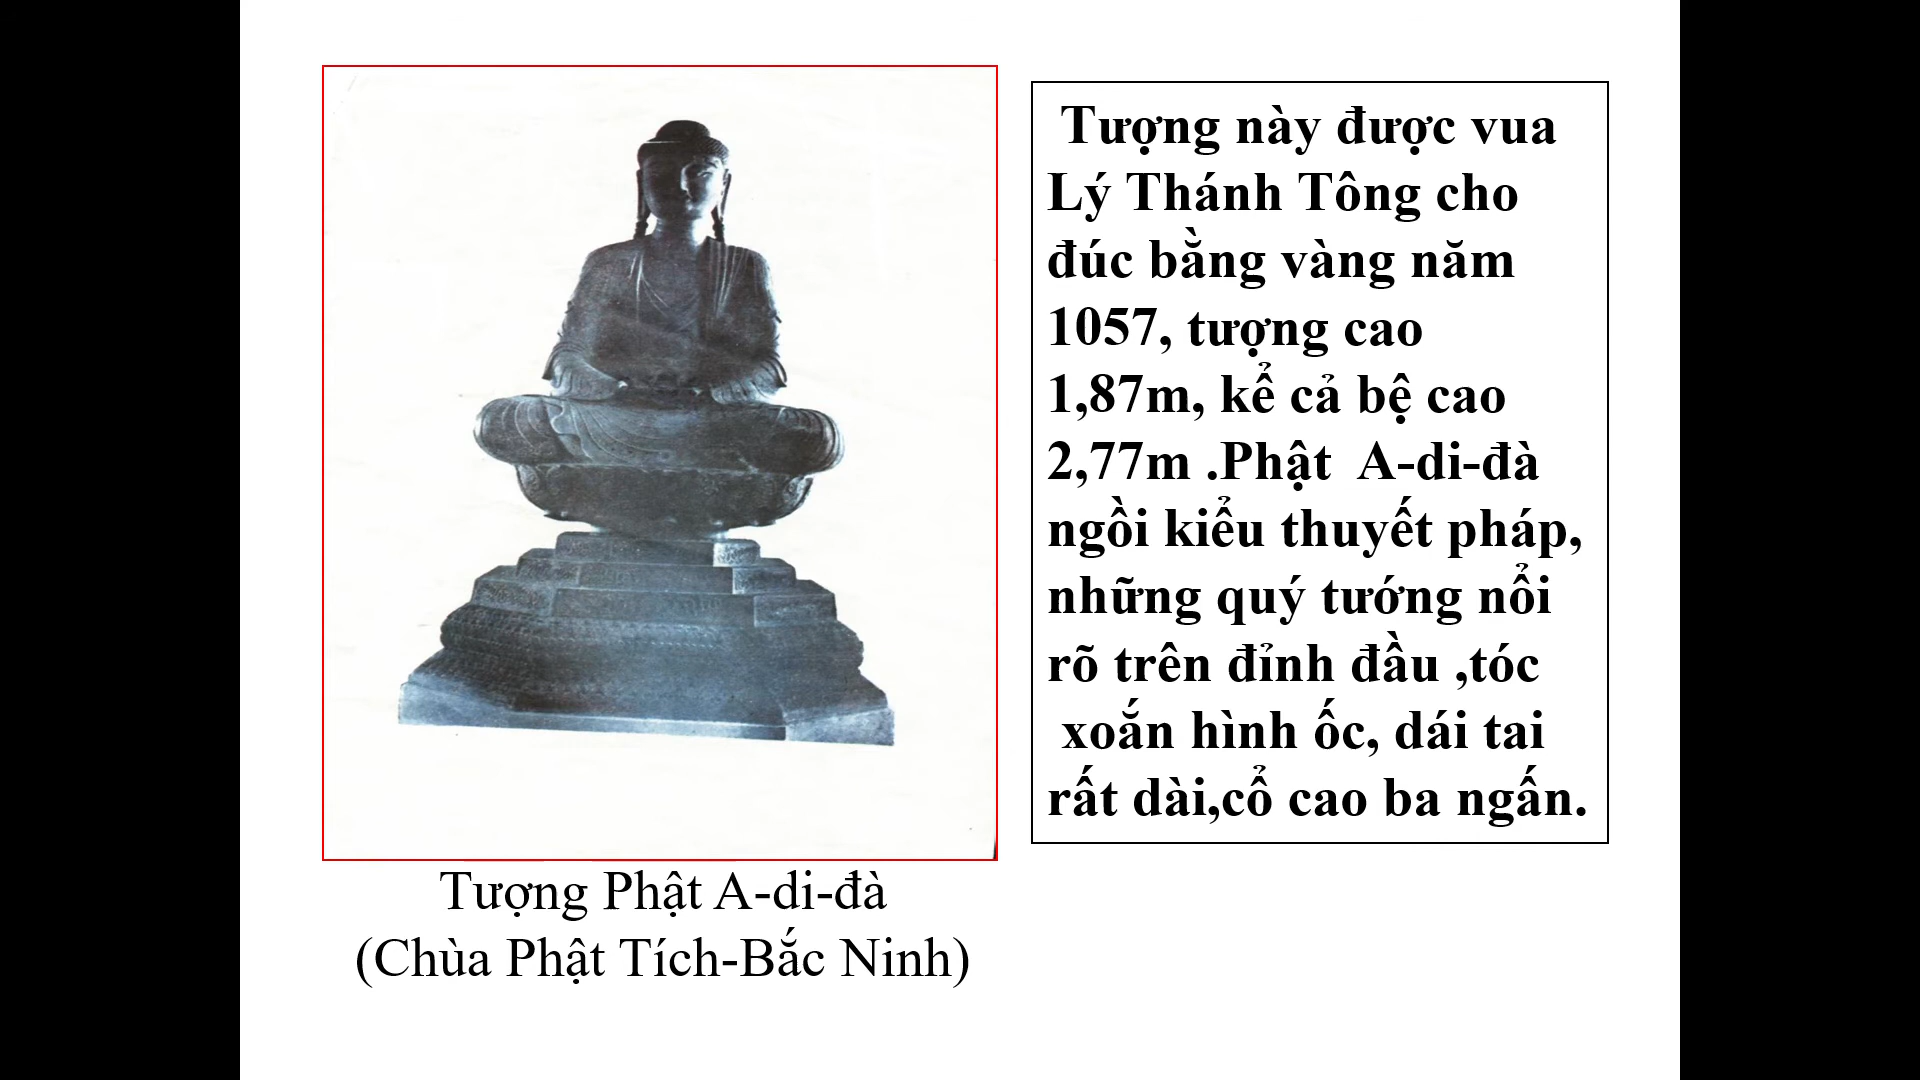 Tượng này được vua
Lý Thánh Tông cho
đúc bằng vàng năm
1057, tượng cao
1,87m, kể cả bệ cao
2,77m .Phật  A-di-đà
ngồi kiểu thuyết pháp,
những quý tướng nổi
rõ trên đỉnh đầu ,tóc
xoắn hình ốc, dái tai
rất dài,cổ cao ba ngấn.
Tượng Phật A-di-đà
(Chùa Phật Tích-Bắc Ninh)